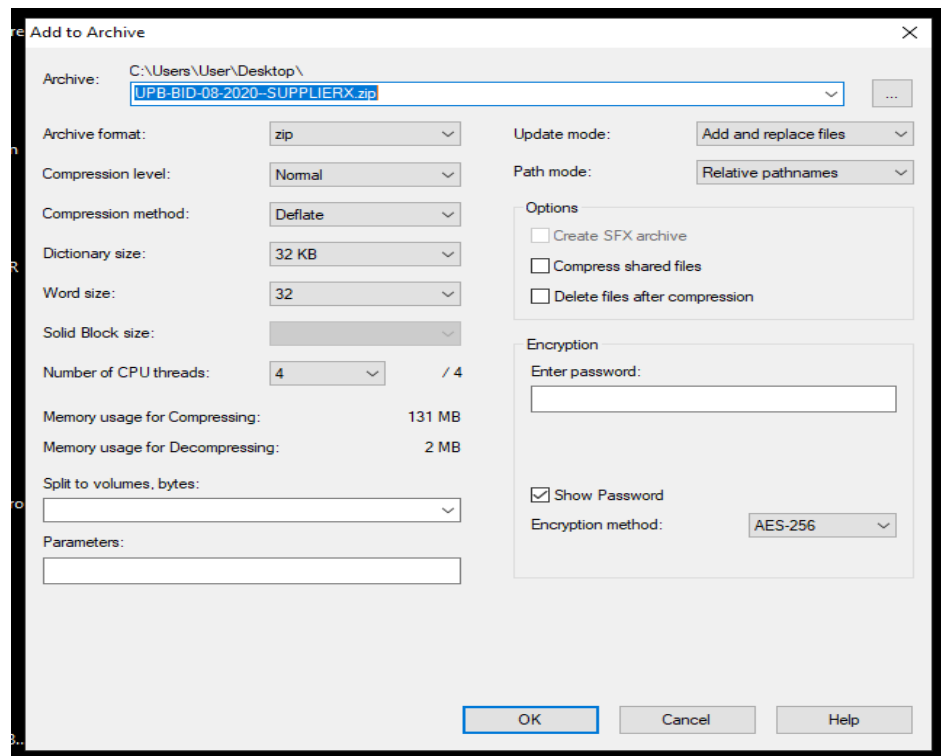 Add to Archive
Archive:
C:\Users\User\Desktop\
UPB-BID-08-2020--SUPPLIERX.zip
...
Archive format:
zip
Compression level:
Normal
Compression method:
Deflate
Dictionary size:
32 KB
Word size:
32
Solid Block size:
Number of CPU threads:
4
/ 4
Memory usage for Compressing:
131 MB
Memory usage for Decompressing:
2 MB
Split to volumes, bytes:
Parameters:
Update mode:
Add and replace files
Path mode:
Relative pathnames
Options
Create SFX archive
Compress shared files
Delete files after compression
Encryption
Enter password:
Show Password
Encryption method:
AES-256
OK
Cancel
Help